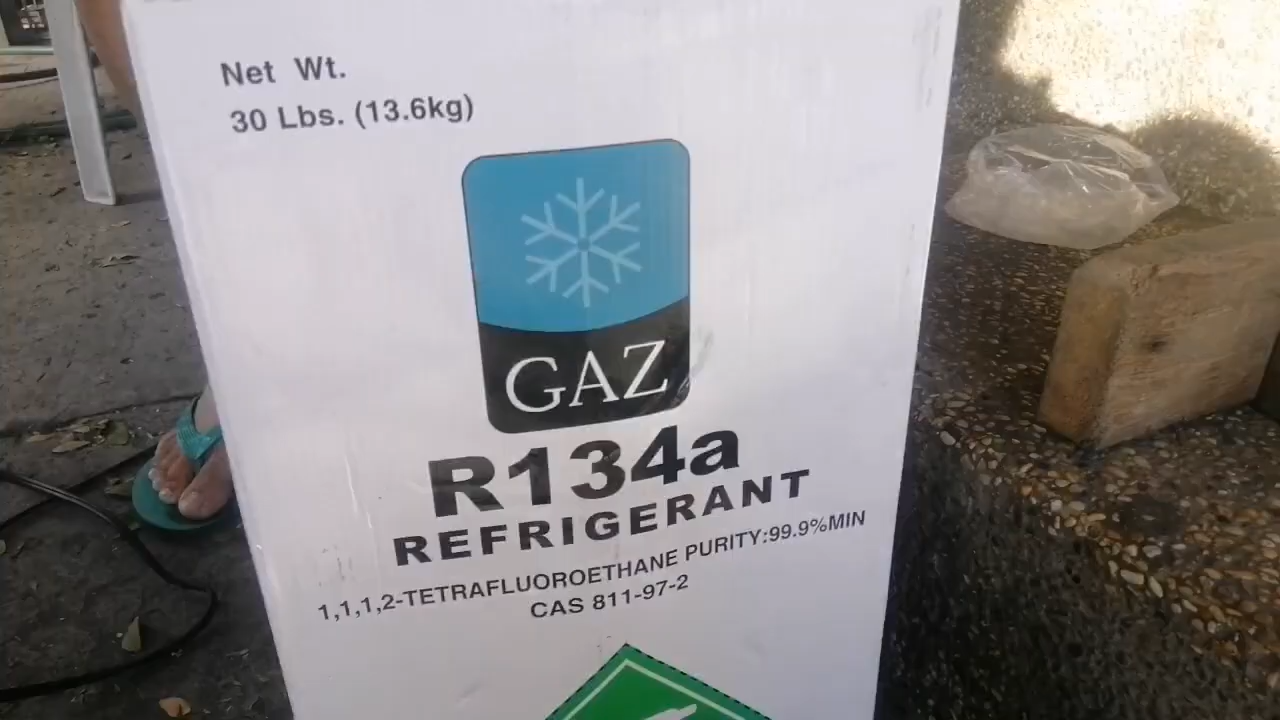 Net Wt.
30 Lbs. (13.6kg)
GAZ
R134a
REFRIGERANT
1,1,1,2-TETRAFLUOROETHANE PURITY:99.9%MIN
CAS 811-97-2